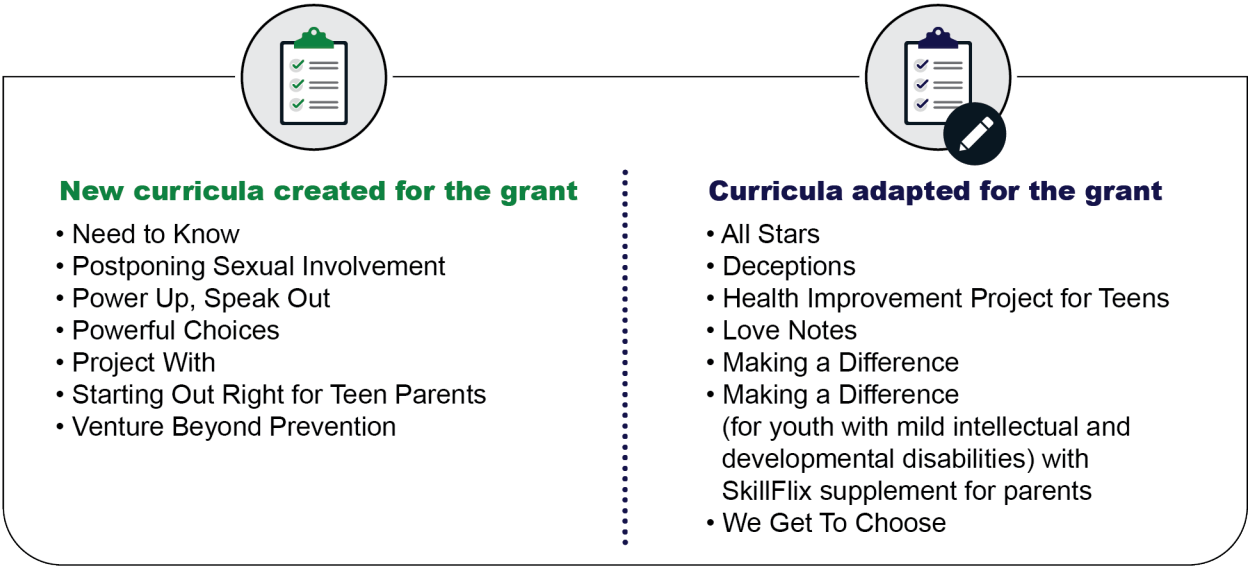 New curricula created for the grant
• Need to Know
• Postponing Sexual Involvement
• Power Up, Speak Out
• Powerful Choices
• Project With
• Starting Out Right for Teen Parents
• Venture Beyond Prevention
Curricula adapted for the grant
• All Stars
• Deceptions
• Health Improvement Project for Teens
• Love Notes
• Making a Difference
• Making a Difference
(for youth with mild intellectual and
developmental disabilities) with
SkillFlix supplement for parents
• We Get To Choose